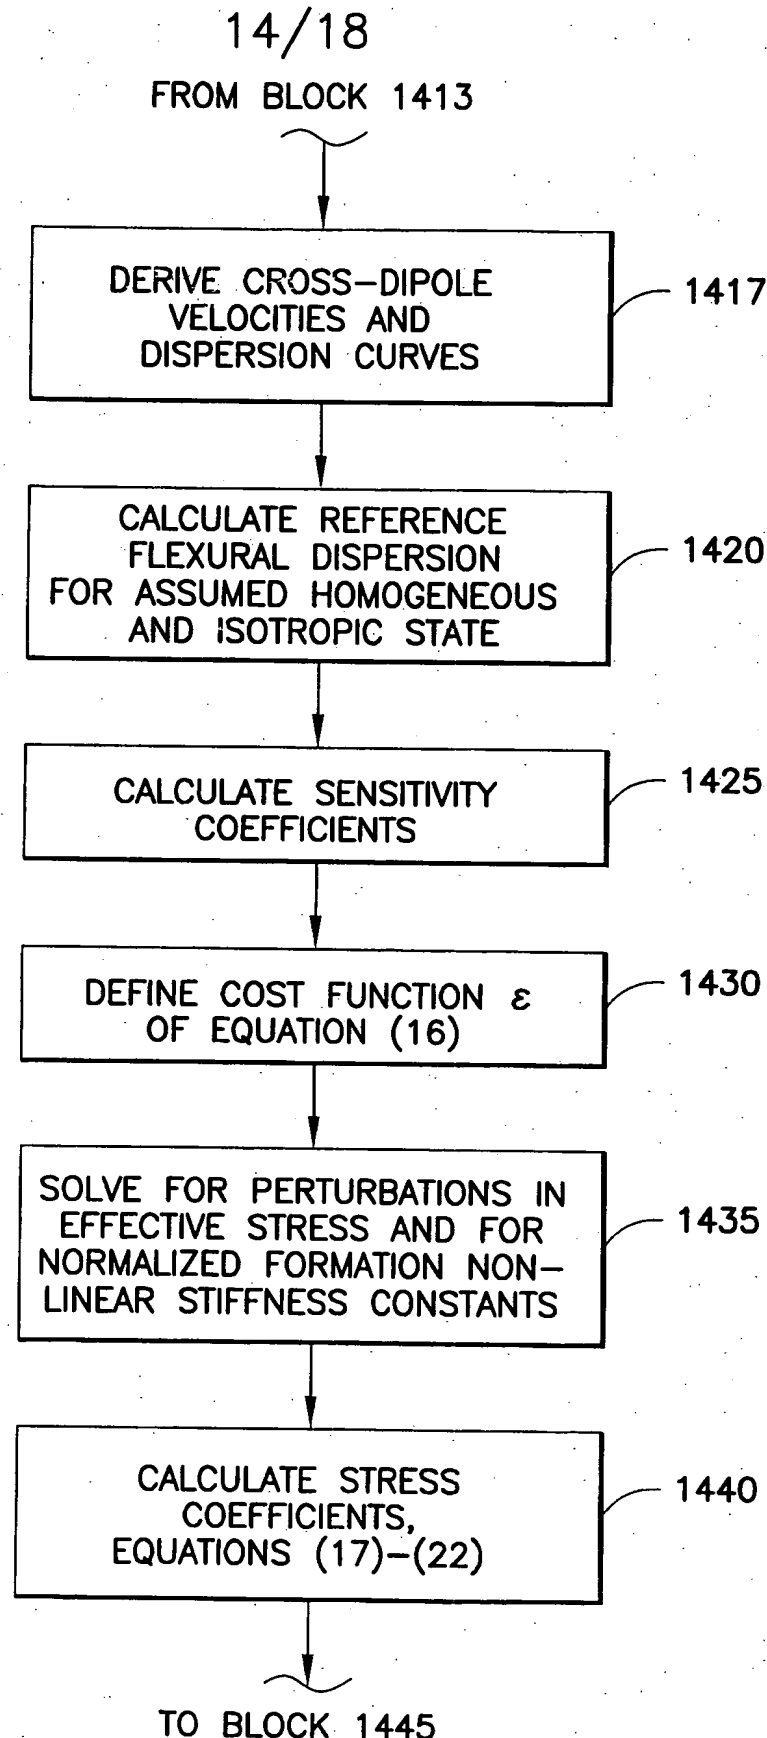 14/18
FROM BLOCK 1413
DERIVE CROSS-DIPOLE
VELOCITIES AND
DISPERSION CURVES
1417
CALCULATE REFERENCE
FLEXURAL DISPERSION
FOR ASSUMED HOMOGENEOUS
AND ISOTROPIC STATE
1420
CALCULATE SENSITIVITY
COEFFICIENTS
1425
DEFINE COST FUNCTION ε
OF EQUATION (16)
1430
SOLVE FOR PERTURBATIONS IN
EFFECTIVE STRESS AND FOR
NORMALIZED FORMATION NON-
LINEAR STIFFNESS CONSTANTS
1435
CALCULATE STRESS
COEFFICIENTS,
EQUATIONS (17)-(22)
1440
TO BLOCK 1445